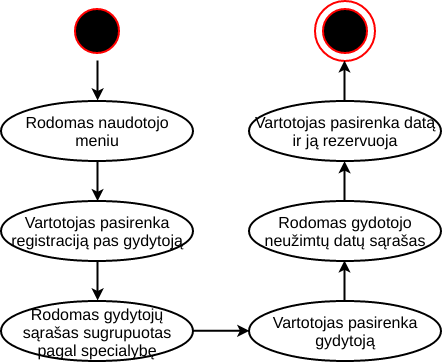 Rodomas naudotojo
meniu
Vartotojas pasirenka
registraciją pas gydytoją
Rodomas gydytojų
sąrašas sugrupuotas
pagal specialybę
Vartotojas pasirenka
gydytoją
Rodomas gydotojo
neužimtų datų sąrašas
Vartotojas pasirenka datą
ir ją rezervuoja